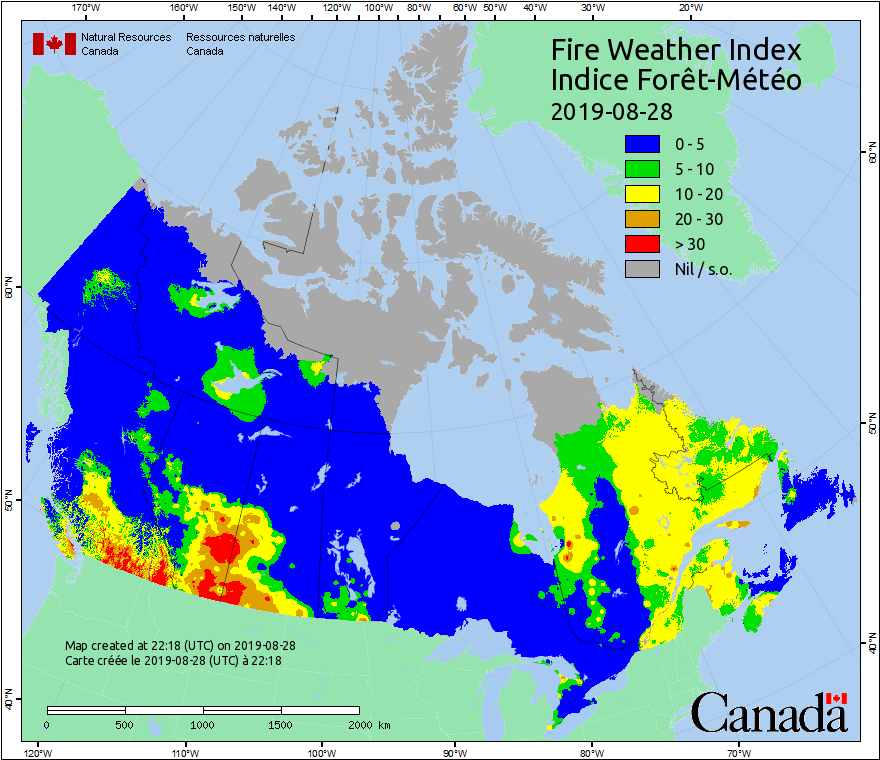 170°W 160°W 150°W 140°W 130°W 120°W 110°W 100°W 90°W 80°W 70°W 60°W 50°W 40°W 30°W 20°W
Natural Resources Ressources naturelles
Canada Canada
Fire Weather Index
Indice Forêt-Météo
2019-08-28
0 - 5
5 - 10
10 - 20
20 - 30
> 30
Nil / s.o.
60°N
60°N
50°N
50°N
40°N
40°N
Map created at 22:18 (UTC) on 2019-08-28
Carte créée le 2019-08-28 (UTC) à 22:18
0 500 1000 1500 2000 km
Canada
120°W 110°W 100°W 90°W 80°W 70°W